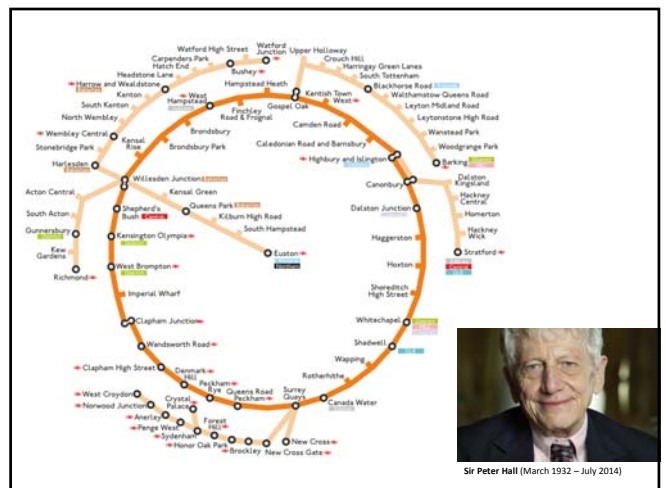 Watford High Street
Watford
Junction
Carpenders Park
Hatch End
Bushey
Headstone Lane
Harrow and Wealdstone
Kenton
South Kenton
North Wembley
Wembley Central
Stonebridge Park
Harlesden
Upper Holloway
Crouch Hill
Harringay Green Lanes
South Tottenham
Blackhorse Road
Walthamstow Queens Road
Leyton Midland Road
Leytonstone High Road
Wanstead Park
Woodgrange Park
Barking
Hampstead Heath
West
Hampstead
Finchley
Road & Frognal
Gospel Oak
Kentish Town
West
Brondsbury
Camden Road
Kensal
Rise
Brondsbury Park
Caledonian Road and Barnsbury
Highbury and Islington
Willesden Junction
Canonbury
Dalston
Kingsland
Hackney
Central
Homerton
Hackney
Wick
Stratford
Acton Central
South Acton
Gunnersbury
Kew
Gardens
Richmond
Kensal Green
Queens Park
Kilburn High Road
South Hampstead
Euston
Shepherd's
Bush
Central
Kensington Olympia
West Brompton
Imperial Wharf
Clapham Junction
Wandsworth Road
Clapham High Street
Denmark
Hill
Peckham
Rye
Queens Road
Peckham
Surrey
Quays
Canada Water
Rotherhithe
Wapping
Shadwell
Whitechapel
Shoreditch
High Street
Hoxton
Haggerston
Dalston Junction
West Croydon
Norwood Junction
Crystal
Palace
Anerley
Penge West
Sydenham
Forest
Hill
Honor Oak Park
Brockley
New Cross Gate
New Cross
Sir Peter Hall (March 1932 – July 2014)